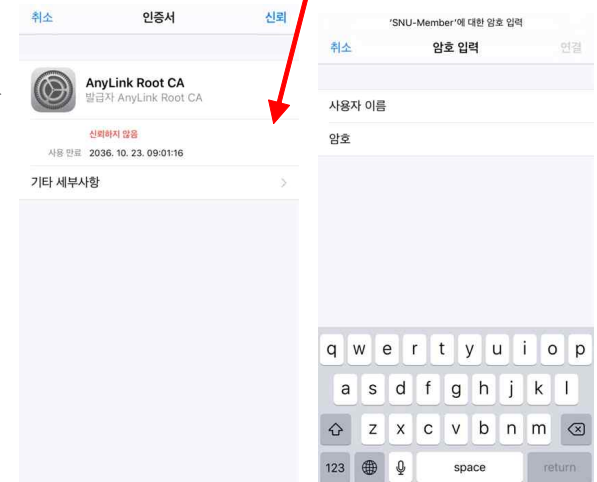 취소 인증서 신뢰
AnyLink Root CA
발급자 AnyLink Root CA
신뢰하지 않음
사용 만료 2036. 10. 23. 09:01:16
기타 세부사항
'SNU-Member'에 대한 암호 입력
취소 암호 입력 연결
사용자 이름
암호
q w e r t y u i o p
a s d f g h j k l
z x c v b n m
123 space return